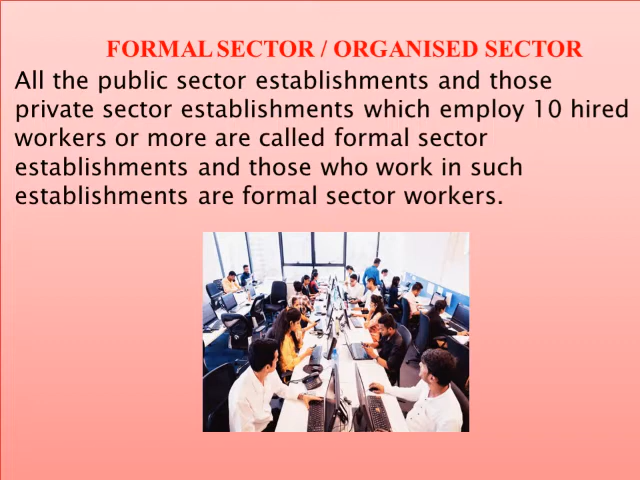 FORMAL SECTOR / ORGANISED SECTOR
All the public sector establishments and those
private sector establishments which employ 10 hired
workers or more are called formal sector
establishments and those who work in such
establishments are formal sector workers.